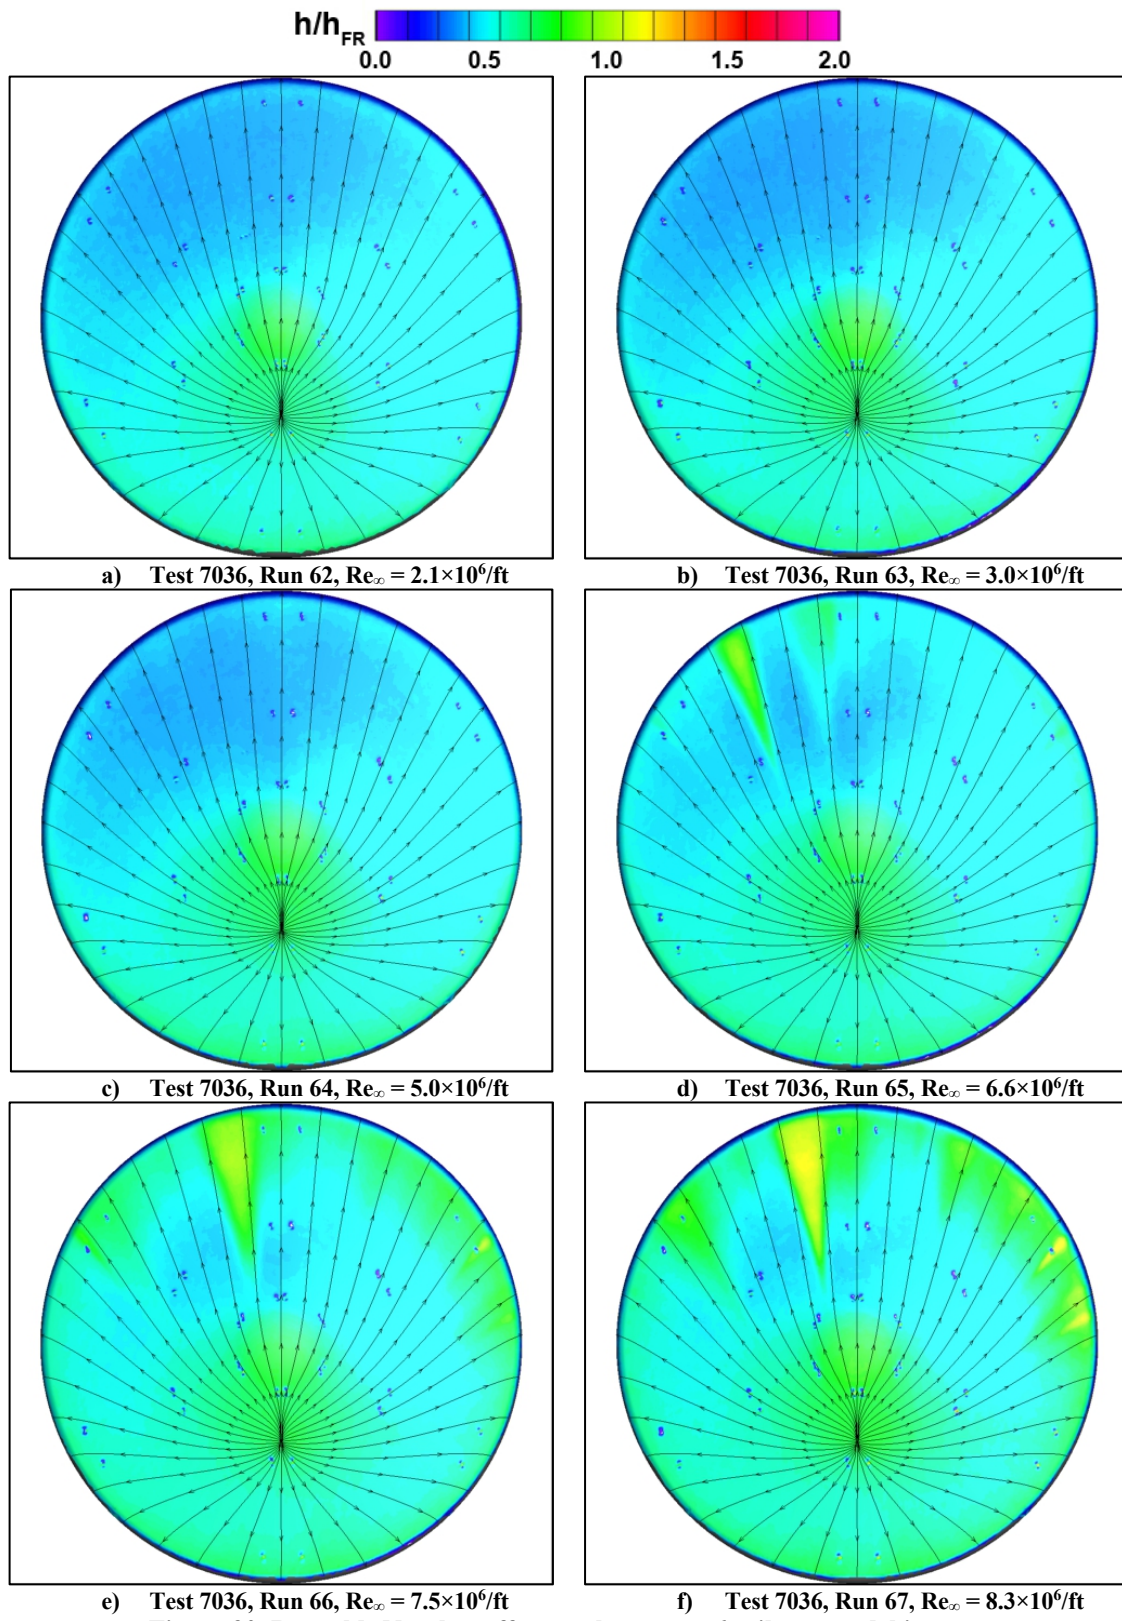 h/hFR
0.0 0.5 1.0 1.5 2.0
a) Test 7036, Run 62, Re∞ = 2.1×10⁶/ft
b) Test 7036, Run 63, Re∞ = 3.0×10⁶/ft
c) Test 7036, Run 64, Re∞ = 5.0×10⁶/ft
d) Test 7036, Run 65, Re∞ = 6.6×10⁶/ft
e) Test 7036, Run 66, Re∞ = 7.5×10⁶/ft
f) Test 7036, Run 67, Re∞ = 8.3×10⁶/ft